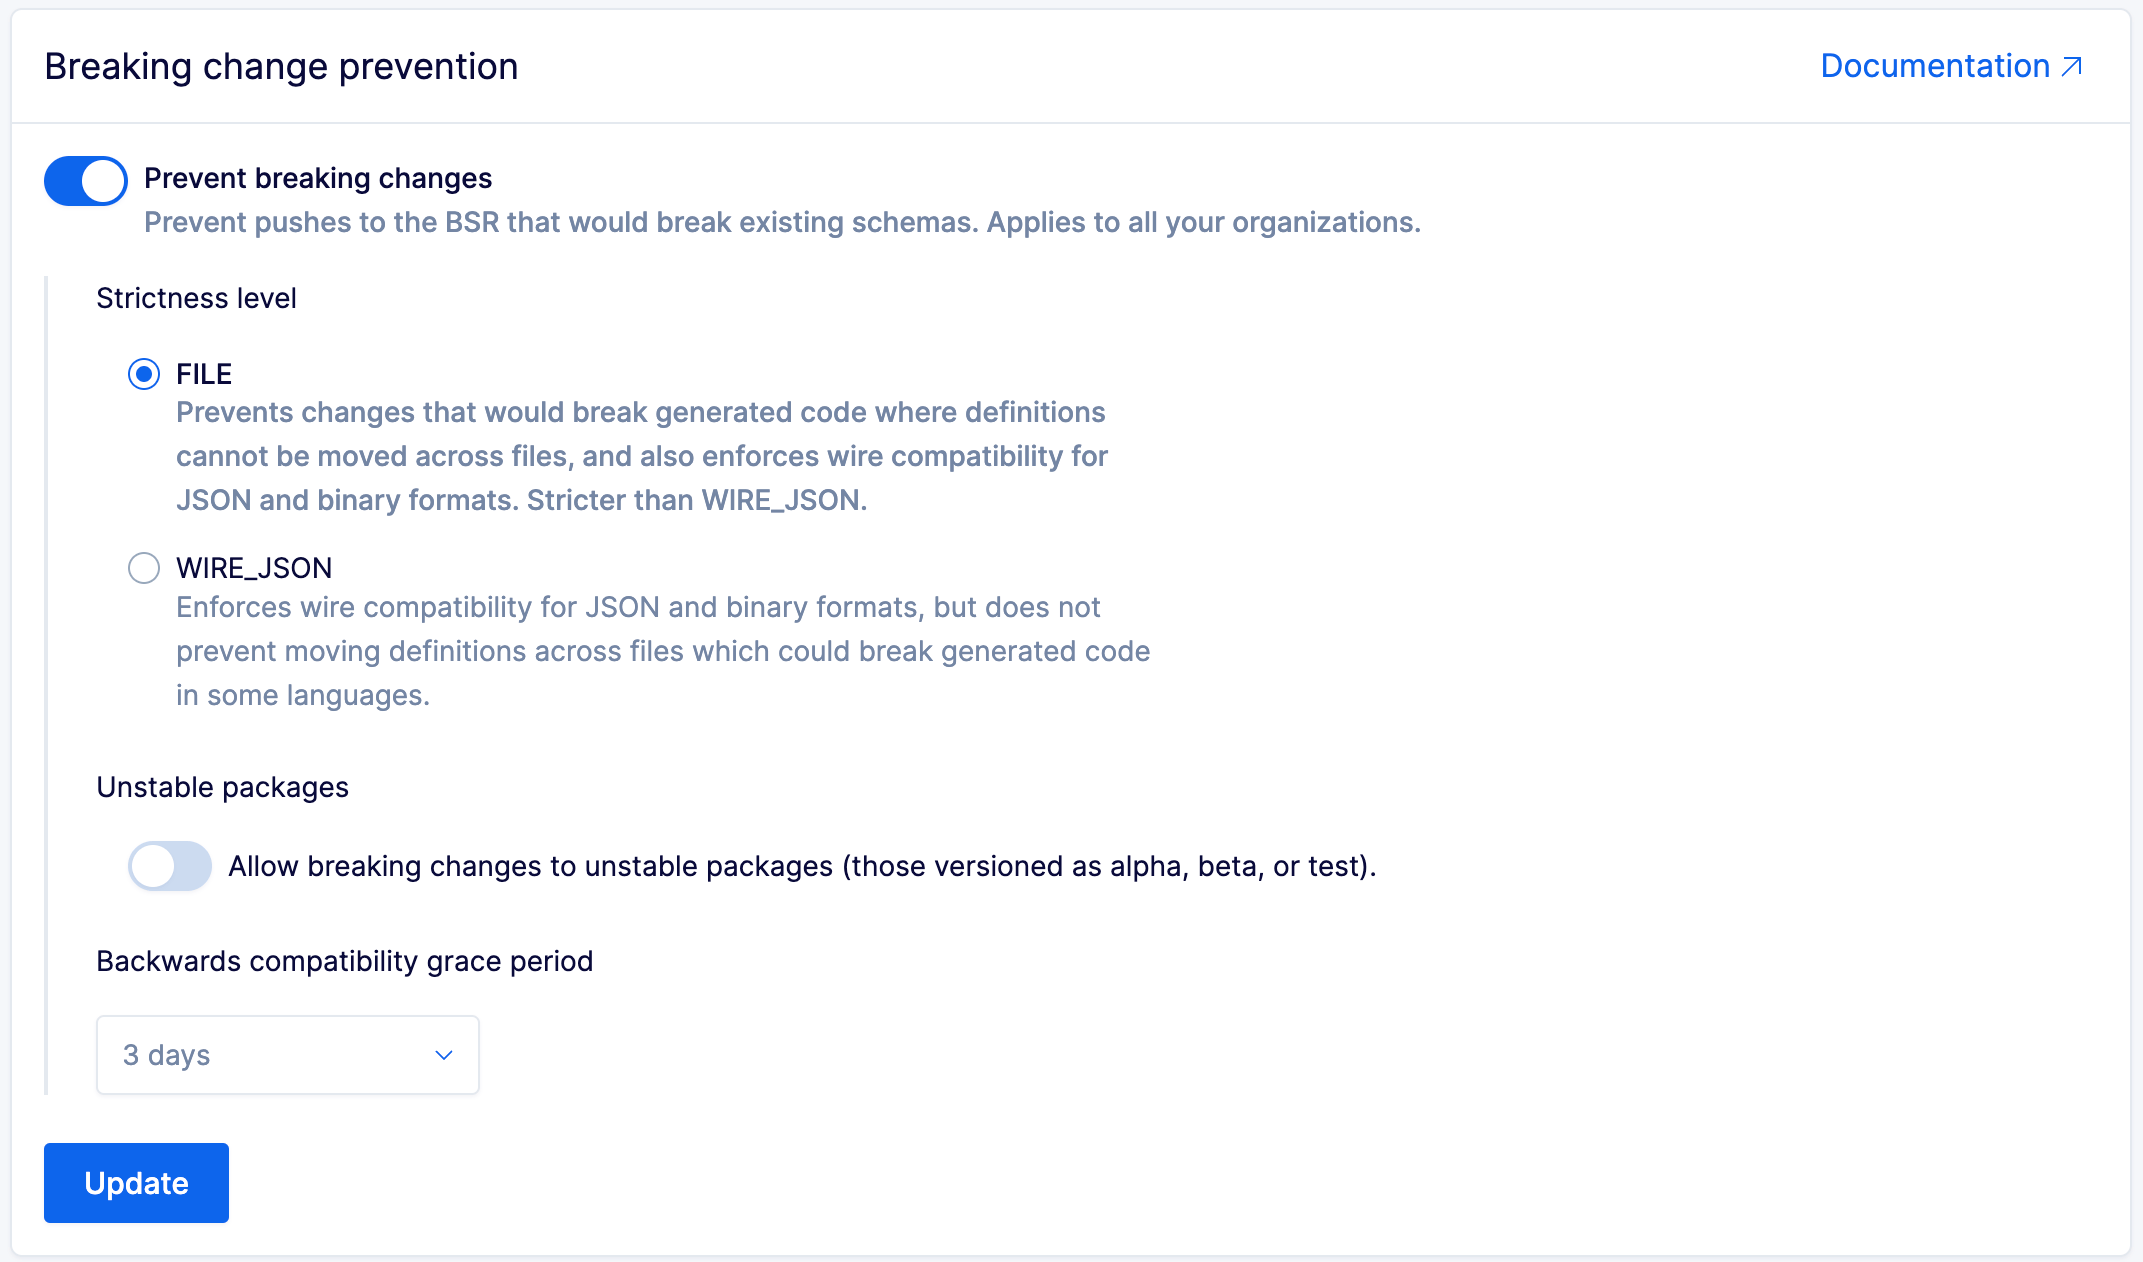 Breaking change prevention
Documentation
Prevent breaking changes
Prevent pushes to the BSR that would break existing schemas. Applies to all your organizations.
Strictness level
FILE
Prevents changes that would break generated code where definitions
cannot be moved across files, and also enforces wire compatibility for
JSON and binary formats. Stricter than WIRE_JSON.
WIRE_JSON
Enforces wire compatibility for JSON and binary formats, but does not
prevent moving definitions across files which could break generated code
in some languages.
Unstable packages
Allow breaking changes to unstable packages (those versioned as alpha, beta, or test).
Backwards compatibility grace period
3 days
Update